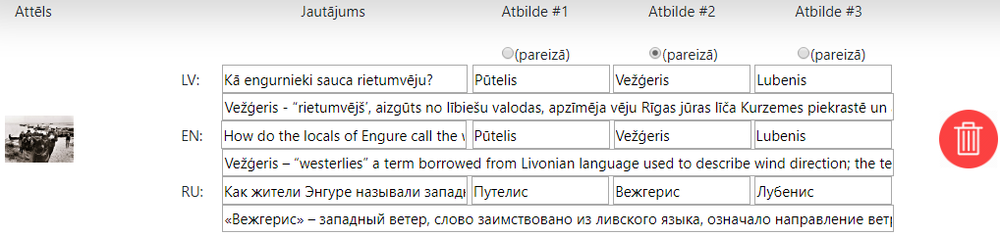 Attēls Jautājums Atbilde #1 Atbilde #2 Atbilde #3
(pareizā) (pareizā) (pareizā)
LV: Kā engurnieki sauca rietumvēju? Pūtelis Vežģeris Lubenis
Vežģeris - “rietumvējš’, aizgūts no lībiešu valodas, apzīmēja vēju Rīgas jūras līča Kurzemes piekrastē un
EN: How do the locals of Engure call the Pūtelis Vežģeris Lubenis
Vežģeris – “westerlies” a term borrowed from Livonian language used to describe wind direction; the
RU: Как жители Энгуре называли Путелис Вежгерис Лубенис
«Вежгерис» – западный ветер, слово заимствовано из ливского языка, означало направление